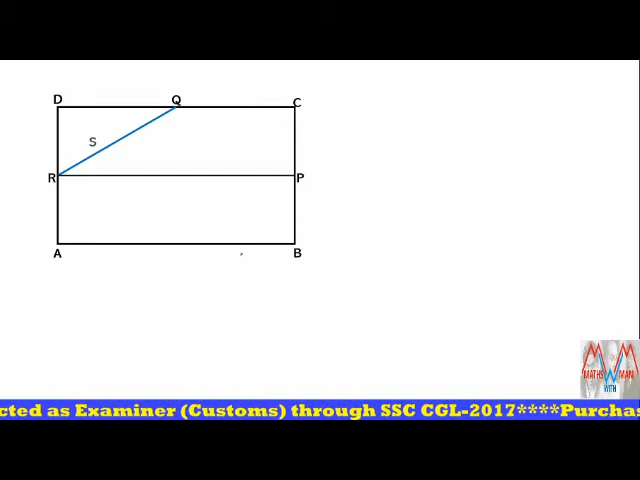 D Q C
S
R P
A B
MATHS MAN
WITH
cted as Examiner (Customs) through SSC CGL-2017****Purchas